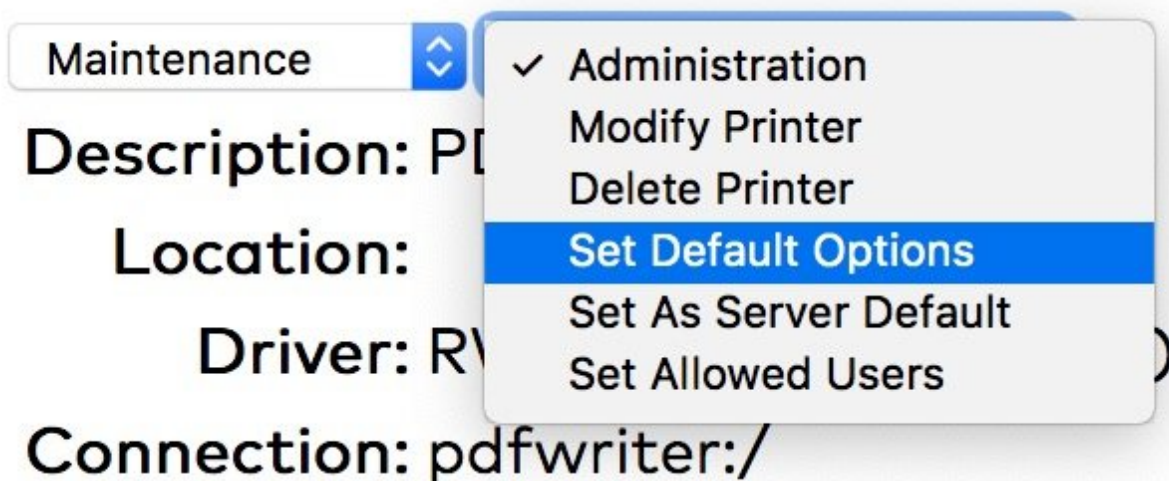 Maintenance
✓ Administration
Modify Printer
Delete Printer
Set Default Options
Set As Server Default
Set Allowed Users
Description:
Location:
Driver:
Connection: pdfwriter:/